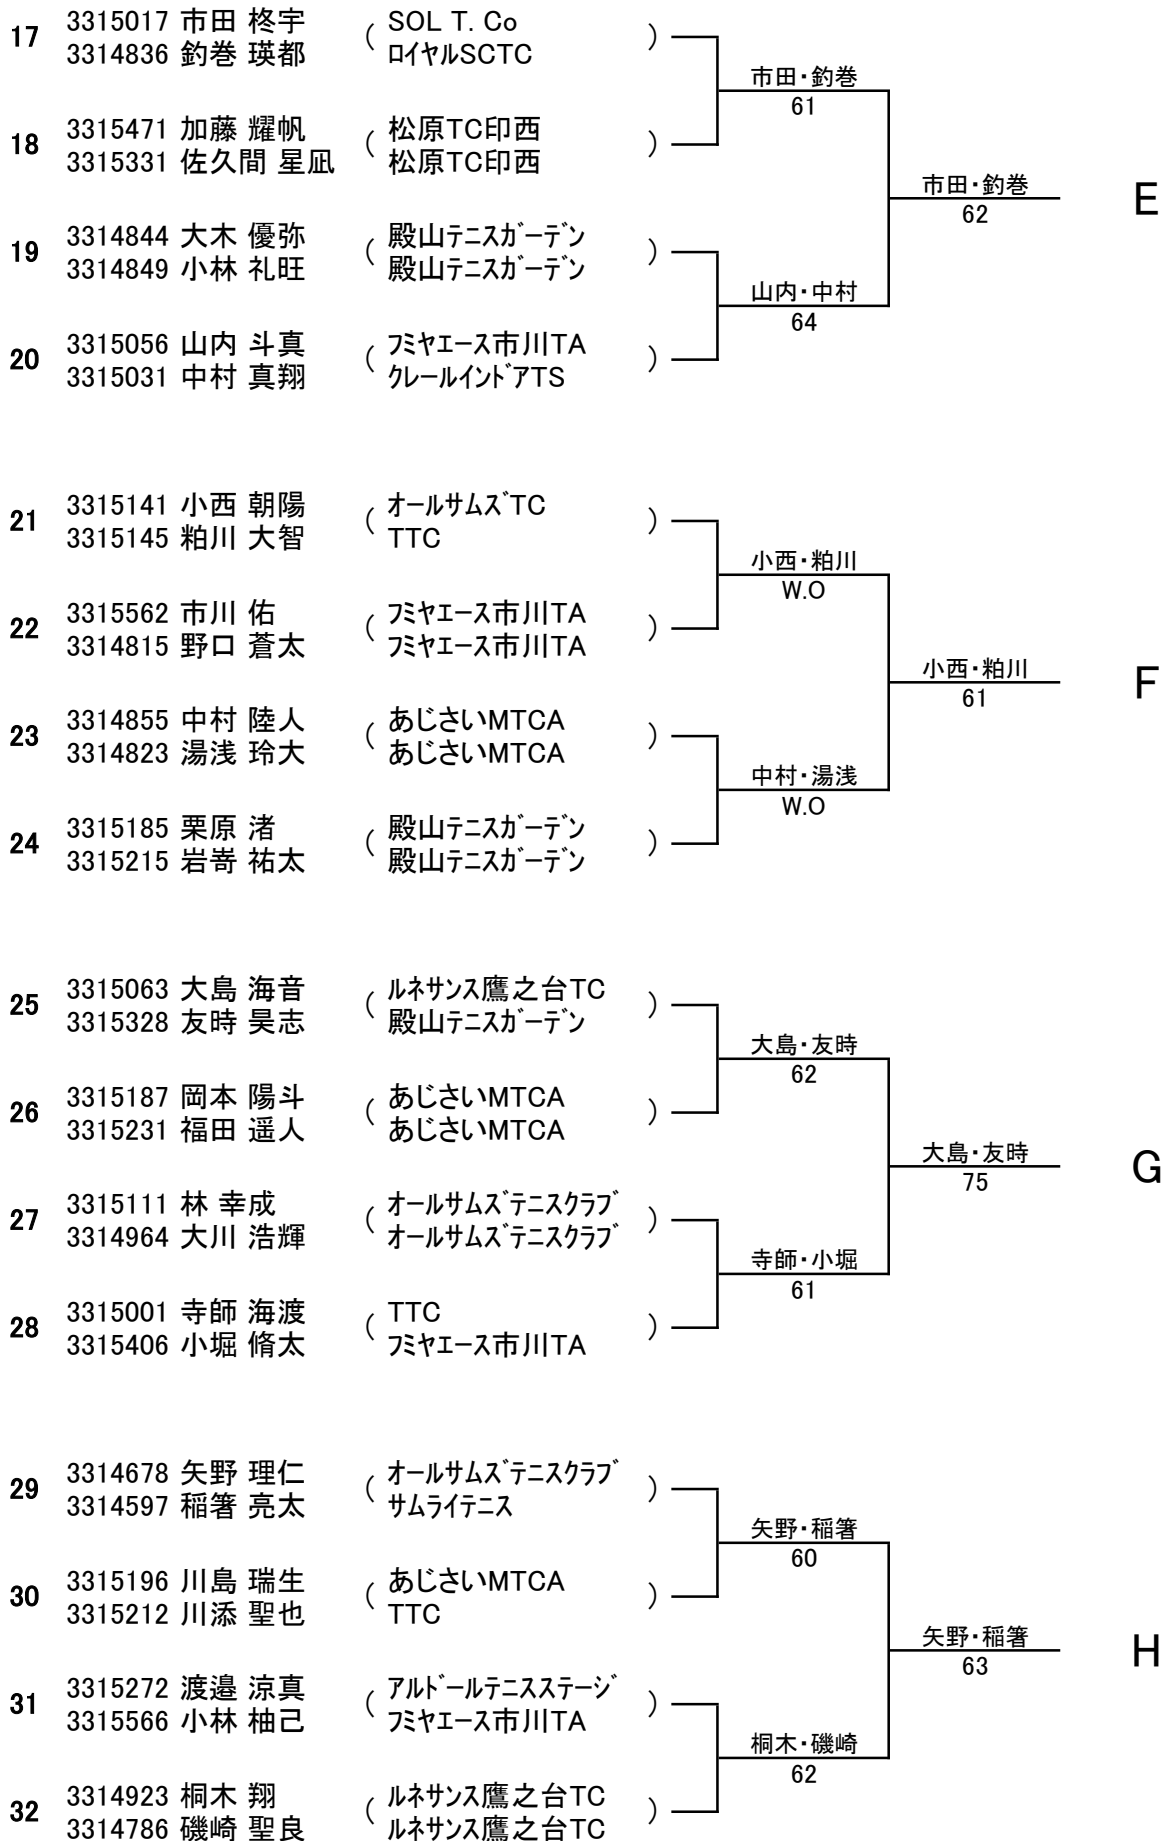 17 3315017 市田 柊宇 ( SOL T. Co )
3314836 釣巻 瑛都 ロイヤルSCTC
市田・釣巻
61
18 3315471 加藤 耀帆 ( 松原TC印西 )
3315331 佐久間 星凪 松原TC印西
市田・釣巻 E
62
19 3314844 大木 優弥 ( 殿山テニスガーデン )
3314849 小林 礼旺 殿山テニスガーデン
山内・中村
64
20 3315056 山内 斗真 ( フミヤエース市川TA )
3315031 中村 真翔 クレールインドアTS
21 3315141 小西 朝陽 ( オールサムズTC )
3315145 粕川 大智 TTC
小西・粕川
W.O
22 3315562 市川 佑 ( フミヤエース市川TA )
3314815 野口 蒼太 フミヤエース市川TA
小西・粕川 F
61
23 3314855 中村 陸人 ( あじさいMTCA )
3314823 湯浅 玲大 あじさいMTCA
中村・湯浅
W.O
24 3315185 栗原 渚 ( 殿山テニスガーデン )
3315215 岩嵜 祐太 殿山テニスガーデン
25 3315063 大島 海音 ( ルネサンス鷹之台TC )
3315328 友時 昊志 殿山テニスガーデン
大島・友時
62
26 3315187 岡本 陽斗 ( あじさいMTCA )
3315231 福田 遥人 あじさいMTCA
大島・友時 G
75
27 3315111 林 幸成 ( オールサムズテニスクラブ )
3314964 大川 浩輝 オールサムズテニスクラブ
寺師・小堀
61
28 3315001 寺師 海渡 ( TTC )
3315406 小堀 脩太 フミヤエース市川TA
29 3314678 矢野 理仁 ( オールサムズテニスクラブ )
3314597 稲箸 亮太 サムライテニス
矢野・稲箸
60
30 3315196 川島 瑞生 ( あじさいMTCA )
3315212 川添 聖也 TTC
矢野・稲箸 H
63
31 3315272 渡邉 涼真 ( アルドールテニスステージ )
3315566 小林 柚己 フミヤエース市川TA
桐木・磯崎
62
32 3314923 桐木 翔 ( ルネサンス鷹之台TC )
3314786 磯崎 聖良 ルネサンス鷹之台TC